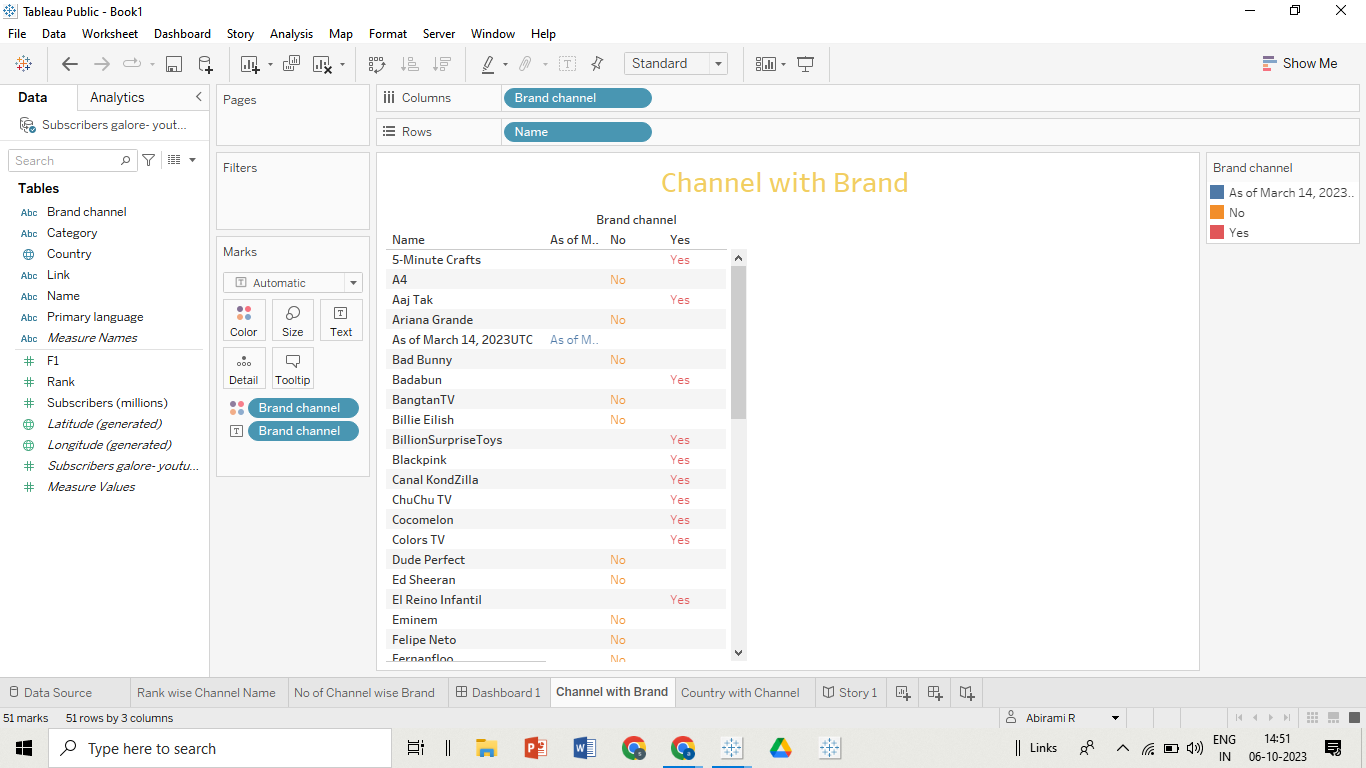 Tableau Public - Book1
File Data Worksheet Dashboard Story Analysis Map Format Server Window Help
Standard
Show Me
Data Analytics
Subscribers galore- yout...
Search
Tables
Abc Brand channel
Abc Category
Country
Abc Link
Abc Name
Abc Primary language
Abc Measure Names
# F1
# Rank
# Subscribers (millions)
Latitude (generated)
Longitude (generated)
# Subscribers galore- youtu...
# Measure Values
Pages
Filters
Marks
T Automatic
Color Size Text
Detail Tooltip
Brand channel
T Brand channel
Columns Brand channel
Rows Name
Channel with Brand
Brand channel
Name As of M.. No Yes
5-Minute Crafts Yes
A4 No
Aaj Tak Yes
Ariana Grande No
As of March 14, 2023UTC As of M..
Bad Bunny No
Badabun Yes
BangtanTV No
Billie Eilish No
BillionSurpriseToys Yes
Blackpink Yes
Canal KondZilla Yes
ChuChu TV Yes
Cocomelon Yes
Colors TV Yes
Dude Perfect No
Ed Sheeran No
El Reino Infantil Yes
Eminem No
Felipe Neto No
Fernanfloo No
Brand channel
As of March 14, 2023..
No
Yes
Data Source Rank wise Channel Name No of Channel wise Brand Dashboard 1 Channel with Brand Country with Channel Story 1
51 marks 51 rows by 3 columns Abirami R
Type here to search
Links
ENG
IN
14:51
06-10-2023